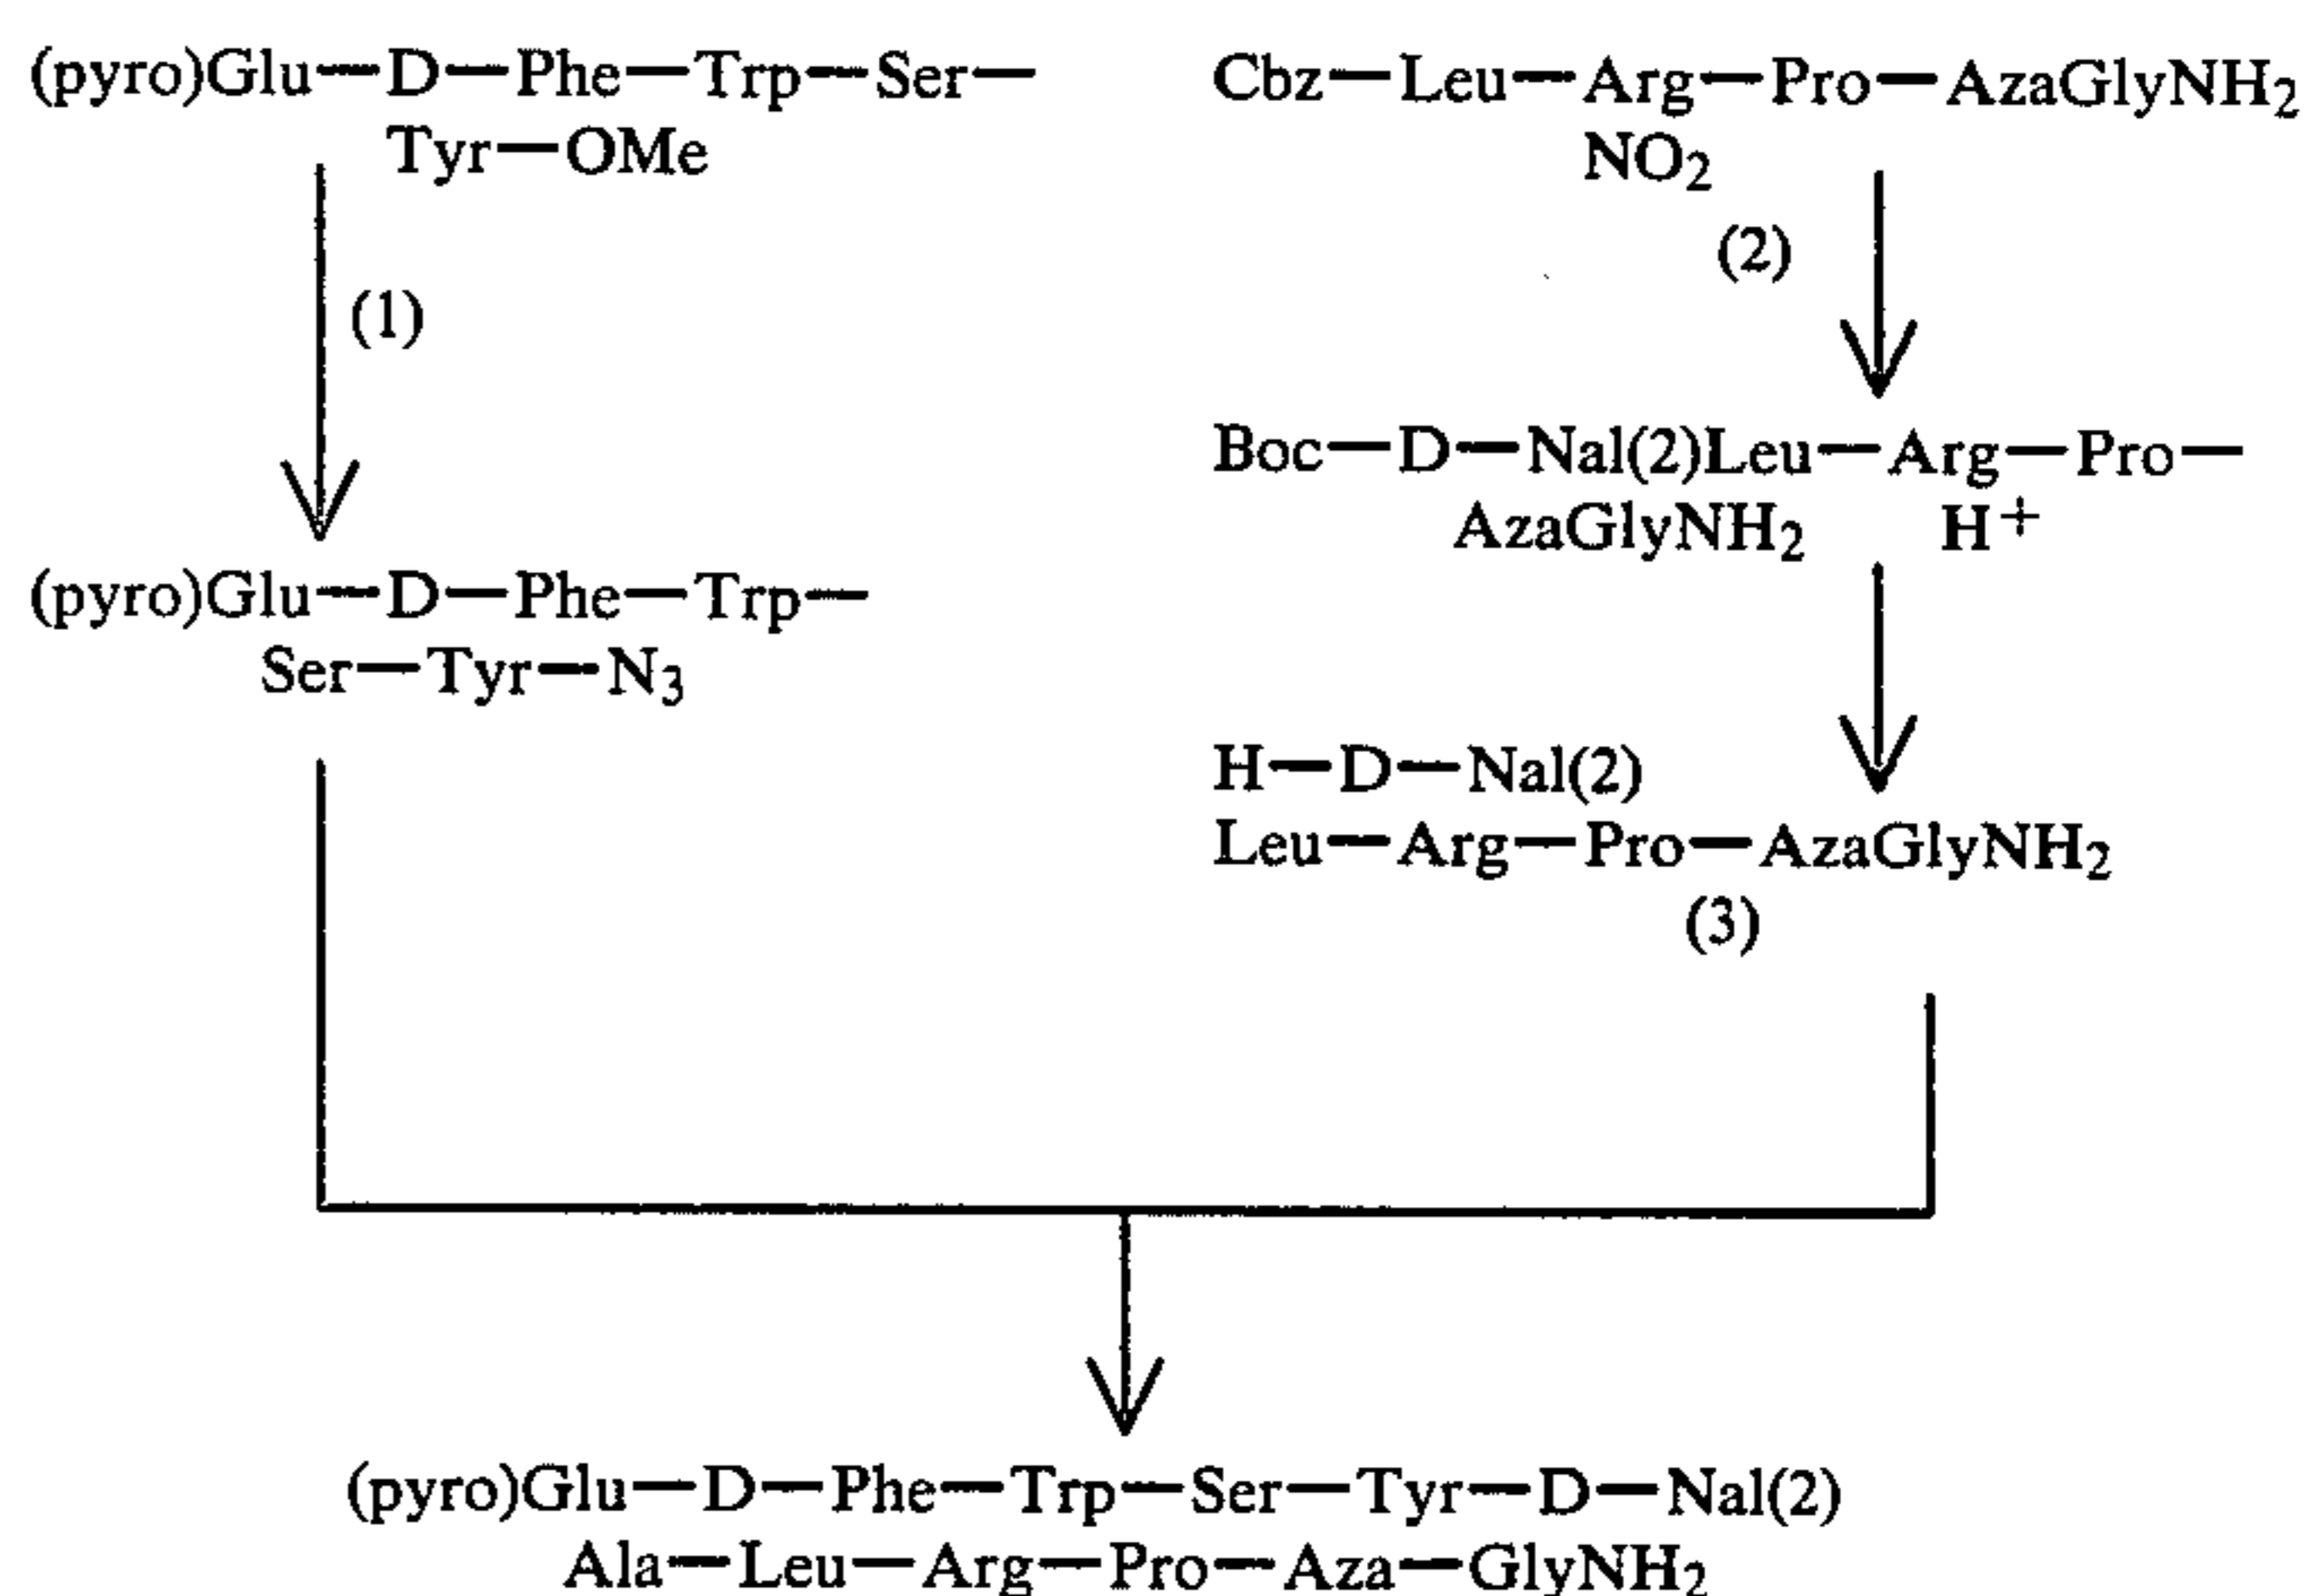 (pyro)Glu—D—Phe—Trp—Ser—
Tyr—OMe
(1)
(pyro)Glu—D—Phe—Trp—
Ser—Tyr—N₃
Cbz—Leu—Arg—Pro—AzaGlyNH₂
NO₂
(2)
Boc—D—Nal(2)Leu—Arg—Pro—
AzaGlyNH₂ H⁺
H—D—Nal(2)
Leu—Arg—Pro—AzaGlyNH₂
(3)
(pyro)Glu—D—Phe—Trp—Ser—Tyr—D—Nal(2)
Ala—Leu—Arg—Pro—Aza—GlyNH₂